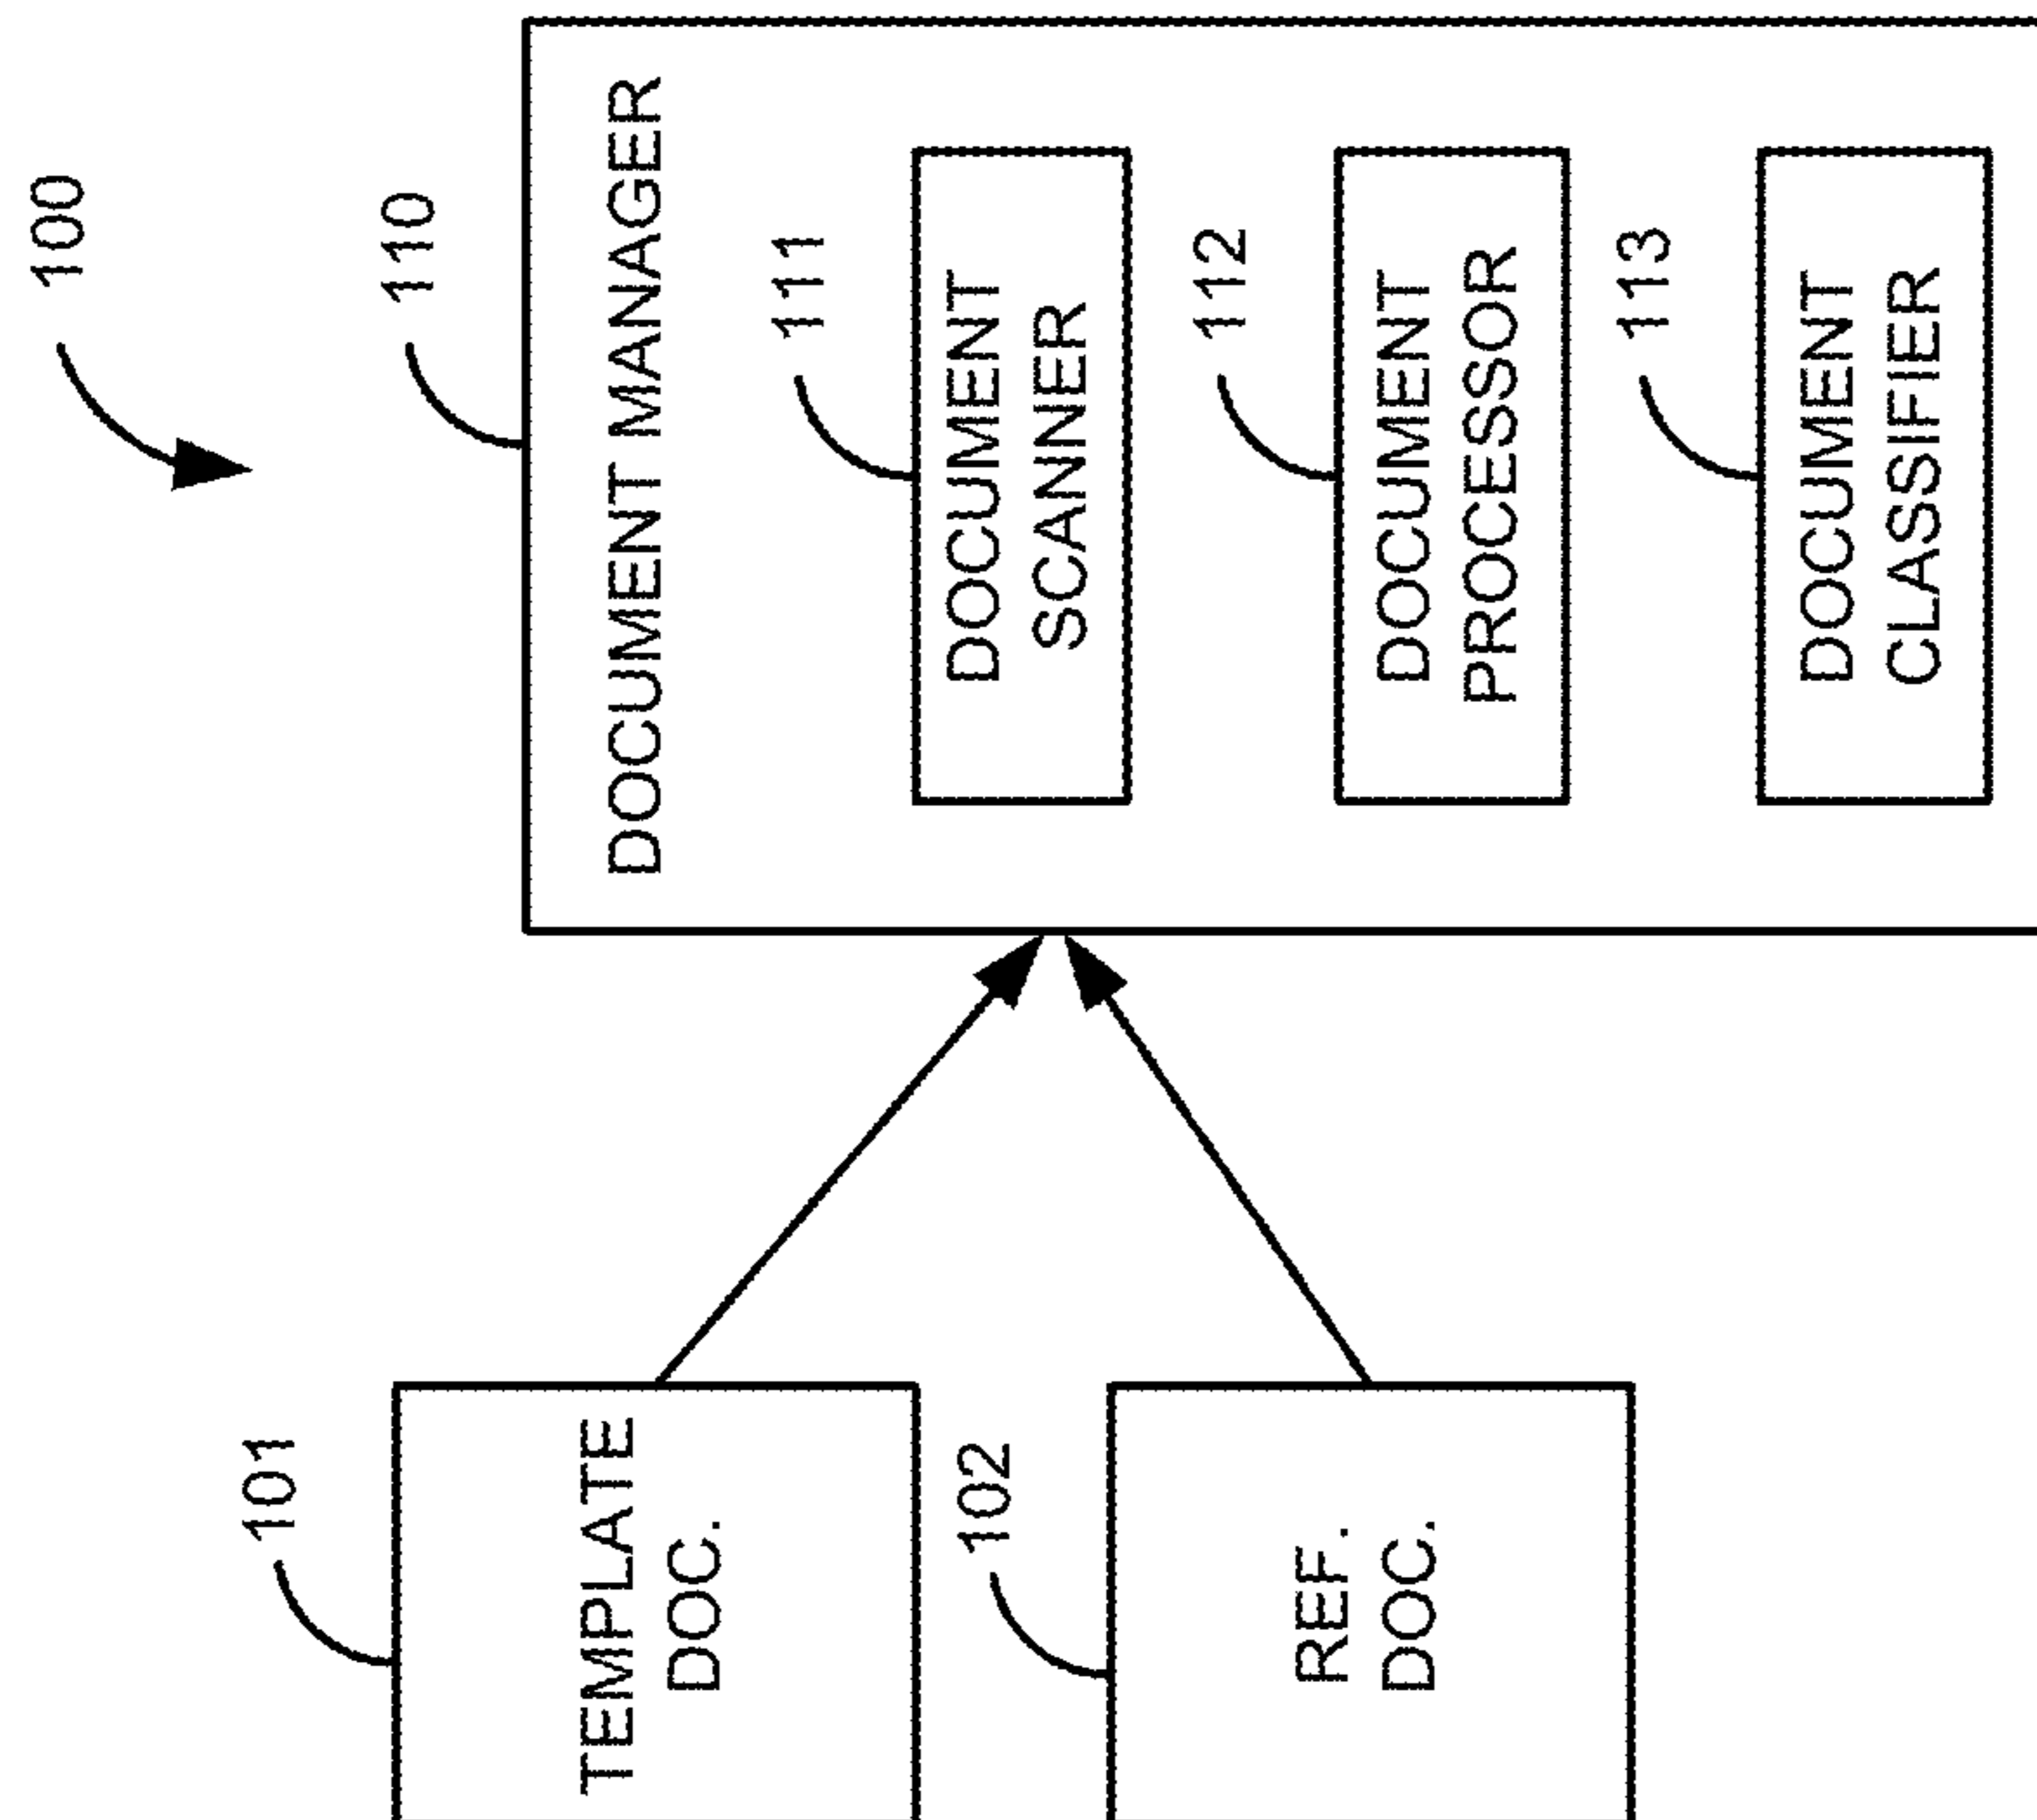 100
110
DOCUMENT MANAGER
111
DOCUMENT
SCANNER
112
DOCUMENT
PROCESSOR
113
DOCUMENT
CLASSIFIER
101
TEMPLATE
DOC.
102
REF.
DOC.